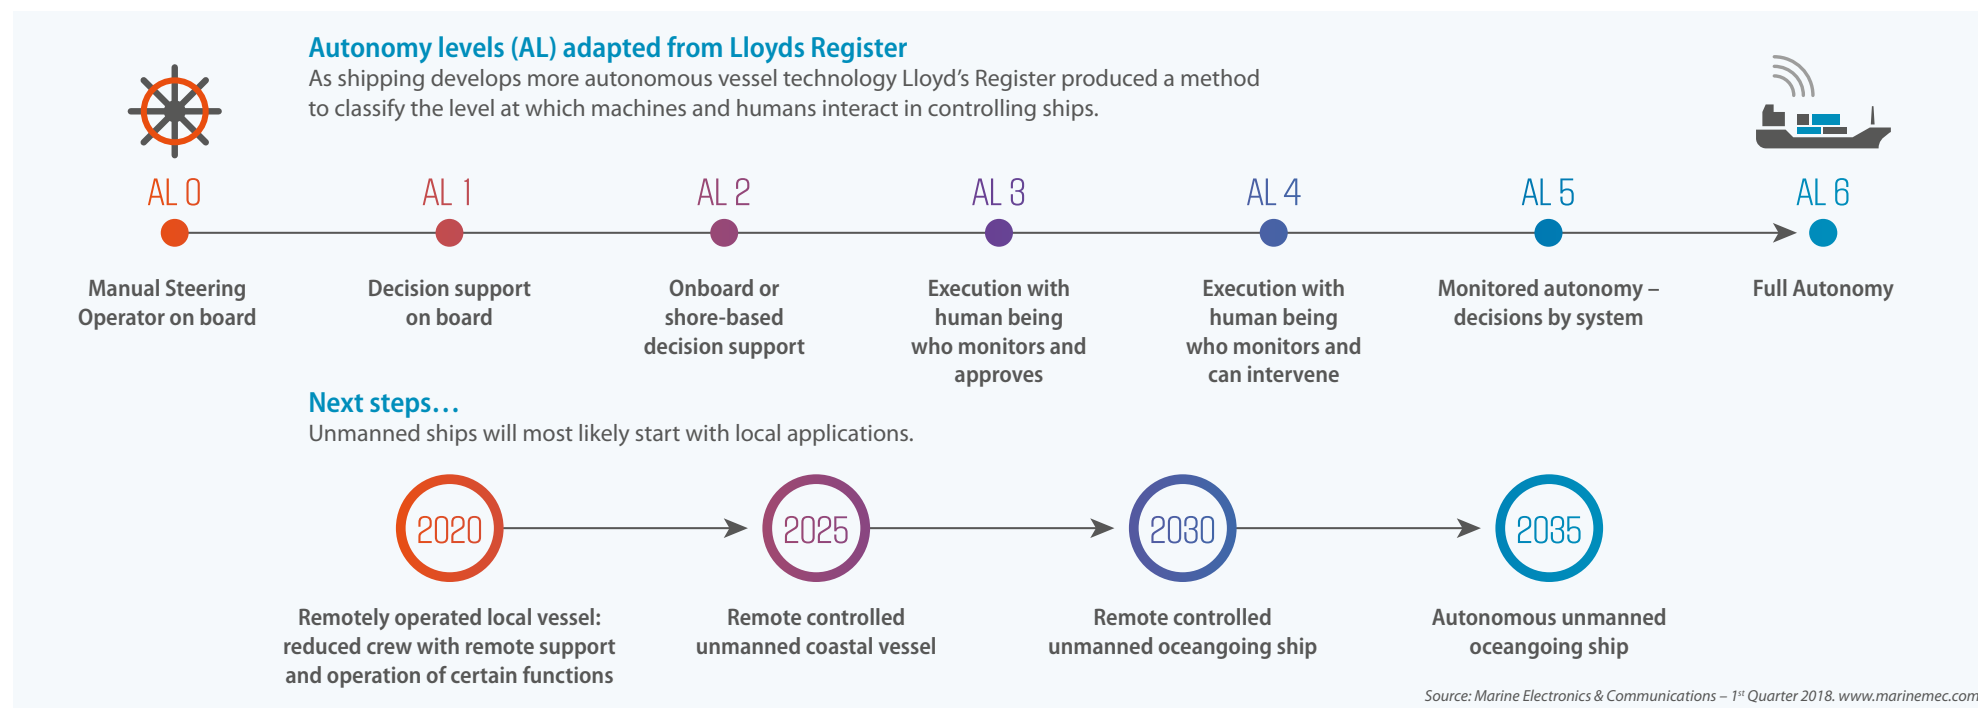 Autonomy levels (AL) adapted from Lloyds Register
As shipping develops more autonomous vessel technology Lloyd’s Register produced a method
to classify the level at which machines and humans interact in controlling ships.
AL 0
Manual Steering
Operator on board
AL 1
Decision support
on board
AL 2
Onboard or
shore-based
decision support
AL 3
Execution with
human being
who monitors and
approves
AL 4
Execution with
human being
who monitors and
can intervene
AL 5
Monitored autonomy –
decisions by system
AL 6
Full Autonomy
Next steps…
Unmanned ships will most likely start with local applications.
2020
Remotely operated local vessel:
reduced crew with remote support
and operation of certain functions
2025
Remote controlled
unmanned coastal vessel
2030
Remote controlled
unmanned oceangoing ship
2035
Autonomous unmanned
oceangoing ship
Source: Marine Electronics & Communications – 1st Quarter 2018. www.marinemec.com